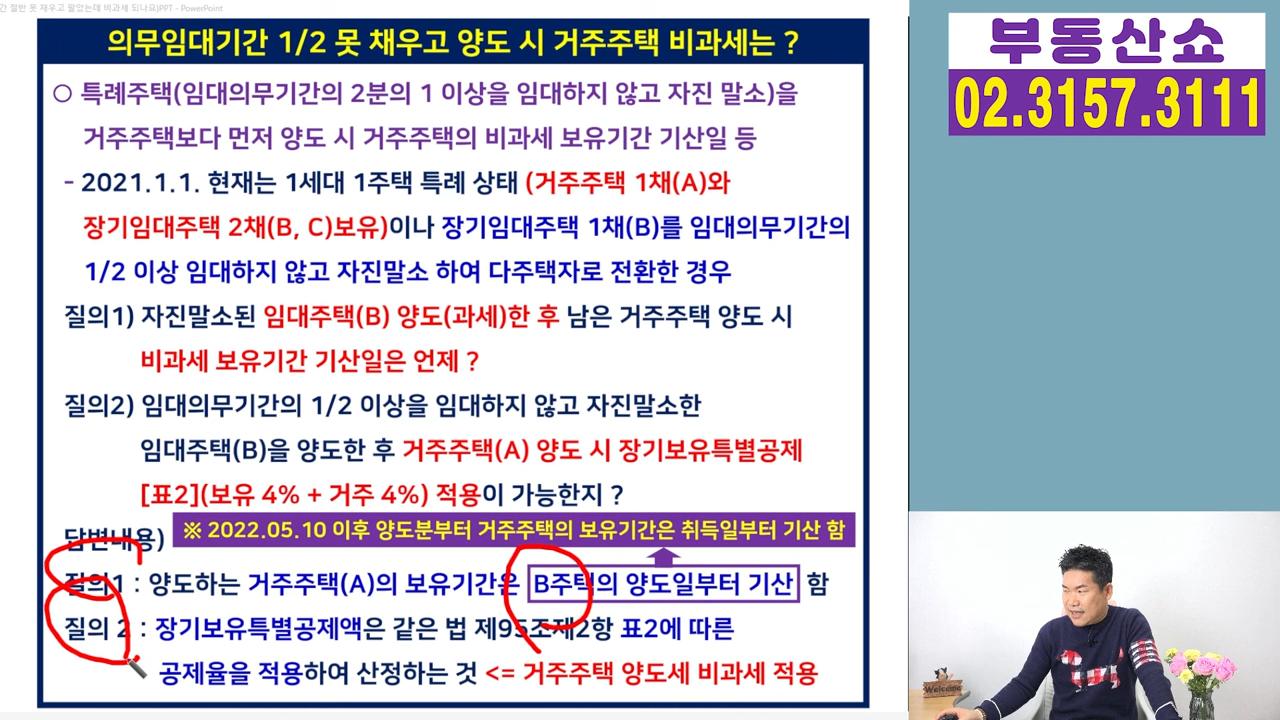 간 절반 못 채우고 팔았는데 비과세 되나요)PPT - PowerPoint
부동산쇼
02.3157.3111
의무임대기간 1/2 못 채우고 양도 시 거주주택 비과세는 ?
○ 특례주택(임대의무기간의 2분의 1 이상을 임대하지 않고 자진 말소)을
거주주택보다 먼저 양도 시 거주주택의 비과세 보유기간 기산일 등
- 2021.1.1. 현재는 1세대 1주택 특례 상태 (거주주택 1채(A)와
장기임대주택 2채(B, C)보유)이나 장기임대주택 1채(B)를 임대의무기간의
1/2 이상 임대하지 않고 자진말소 하여 다주택자로 전환한 경우
질의1) 자진말소된 임대주택(B) 양도(과세)한 후 남은 거주주택 양도 시
비과세 보유기간 기산일은 언제 ?
질의2) 임대의무기간의 1/2 이상을 임대하지 않고 자진말소한
임대주택(B)을 양도한 후 거주주택(A) 양도 시 장기보유특별공제
[표2](보유 4% + 거주 4%) 적용이 가능한지 ?
답변내용) ※ 2022.05.10 이후 양도분부터 거주주택의 보유기간은 취득일부터 기산 함
질의1 : 양도하는 거주주택(A)의 보유기간은 B주택의 양도일부터 기산 함
질의 2 : 장기보유특별공제액은 같은 법 제95조제2항 표2에 따른
공제율을 적용하여 산정하는 것 <= 거주주택 양도세 비과세 적용
Welcome